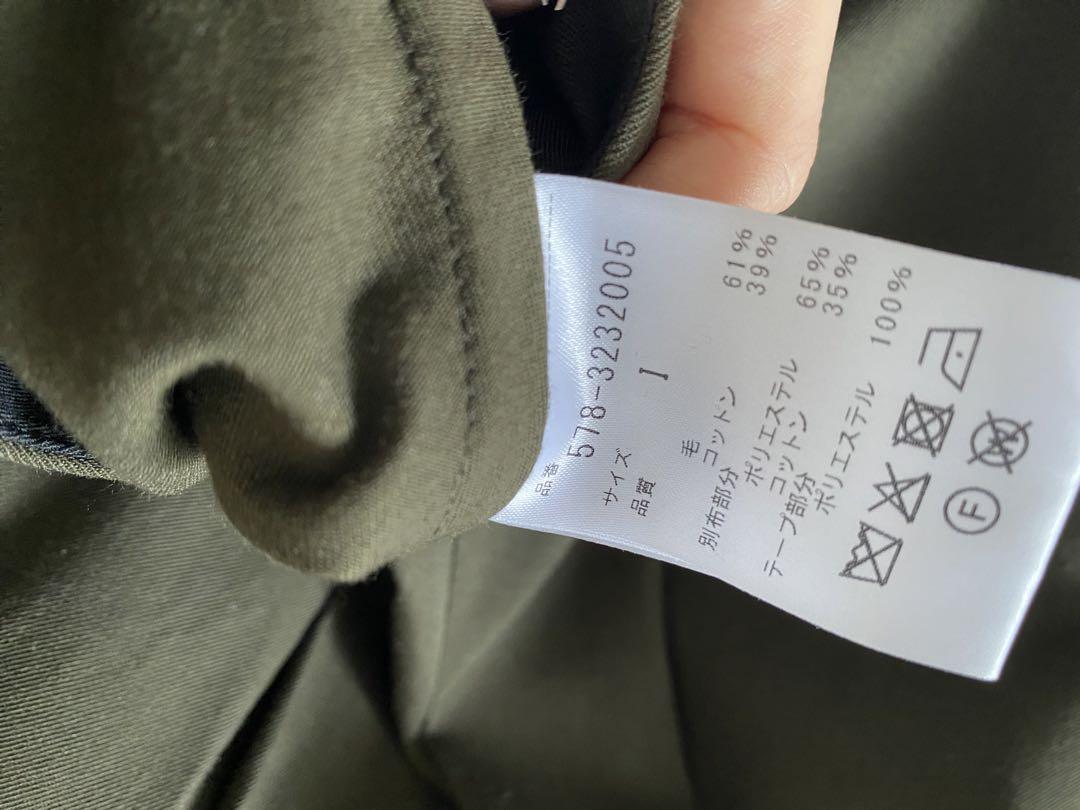 品番
578-3232005
サイズ I
品質
毛 61%
コットン 39%
別布部分
ポリエステル 65%
コットン 35%
テープ部分
ポリエステル 100%
F
W